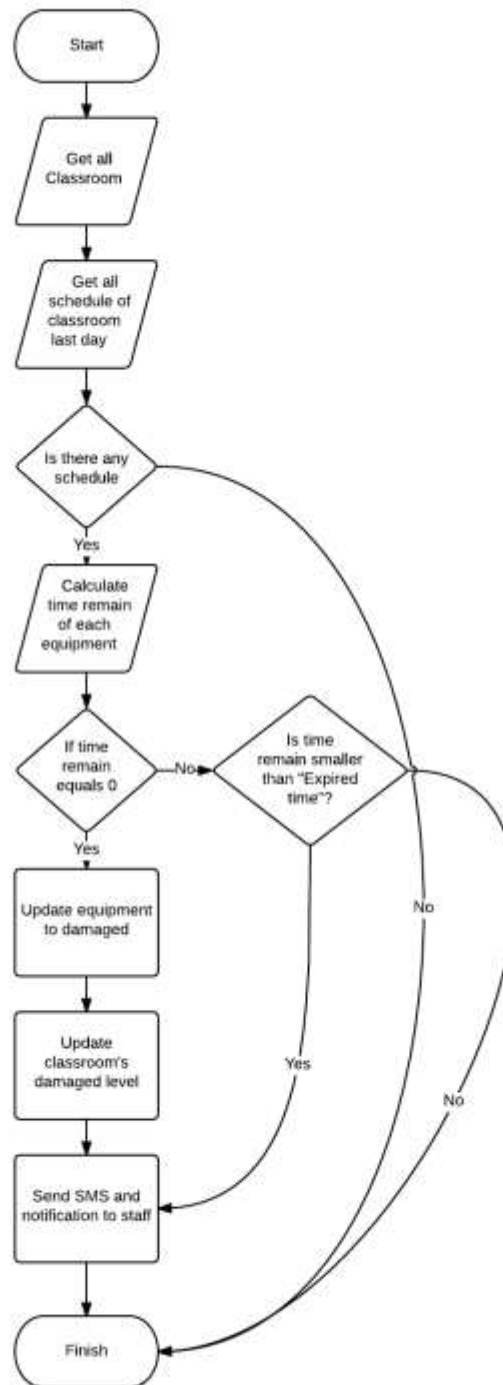 Start
Get all
Classroom
Get all
schedule of
classroom
last day
Is there any
schedule
Yes
Calculate
time remain
of each
equipment
If time
remain
equals 0
No
Is time
remain smaller
than "Expired
time"?
Yes
Update equipment
to damaged
No
Update
classroom's
damaged level
Yes
No
Send SMS and
notification to staff
Finish